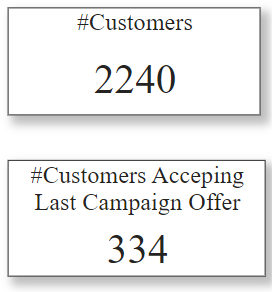 #Customers
2240
#Customers Acceping
Last Campaign Offer
334